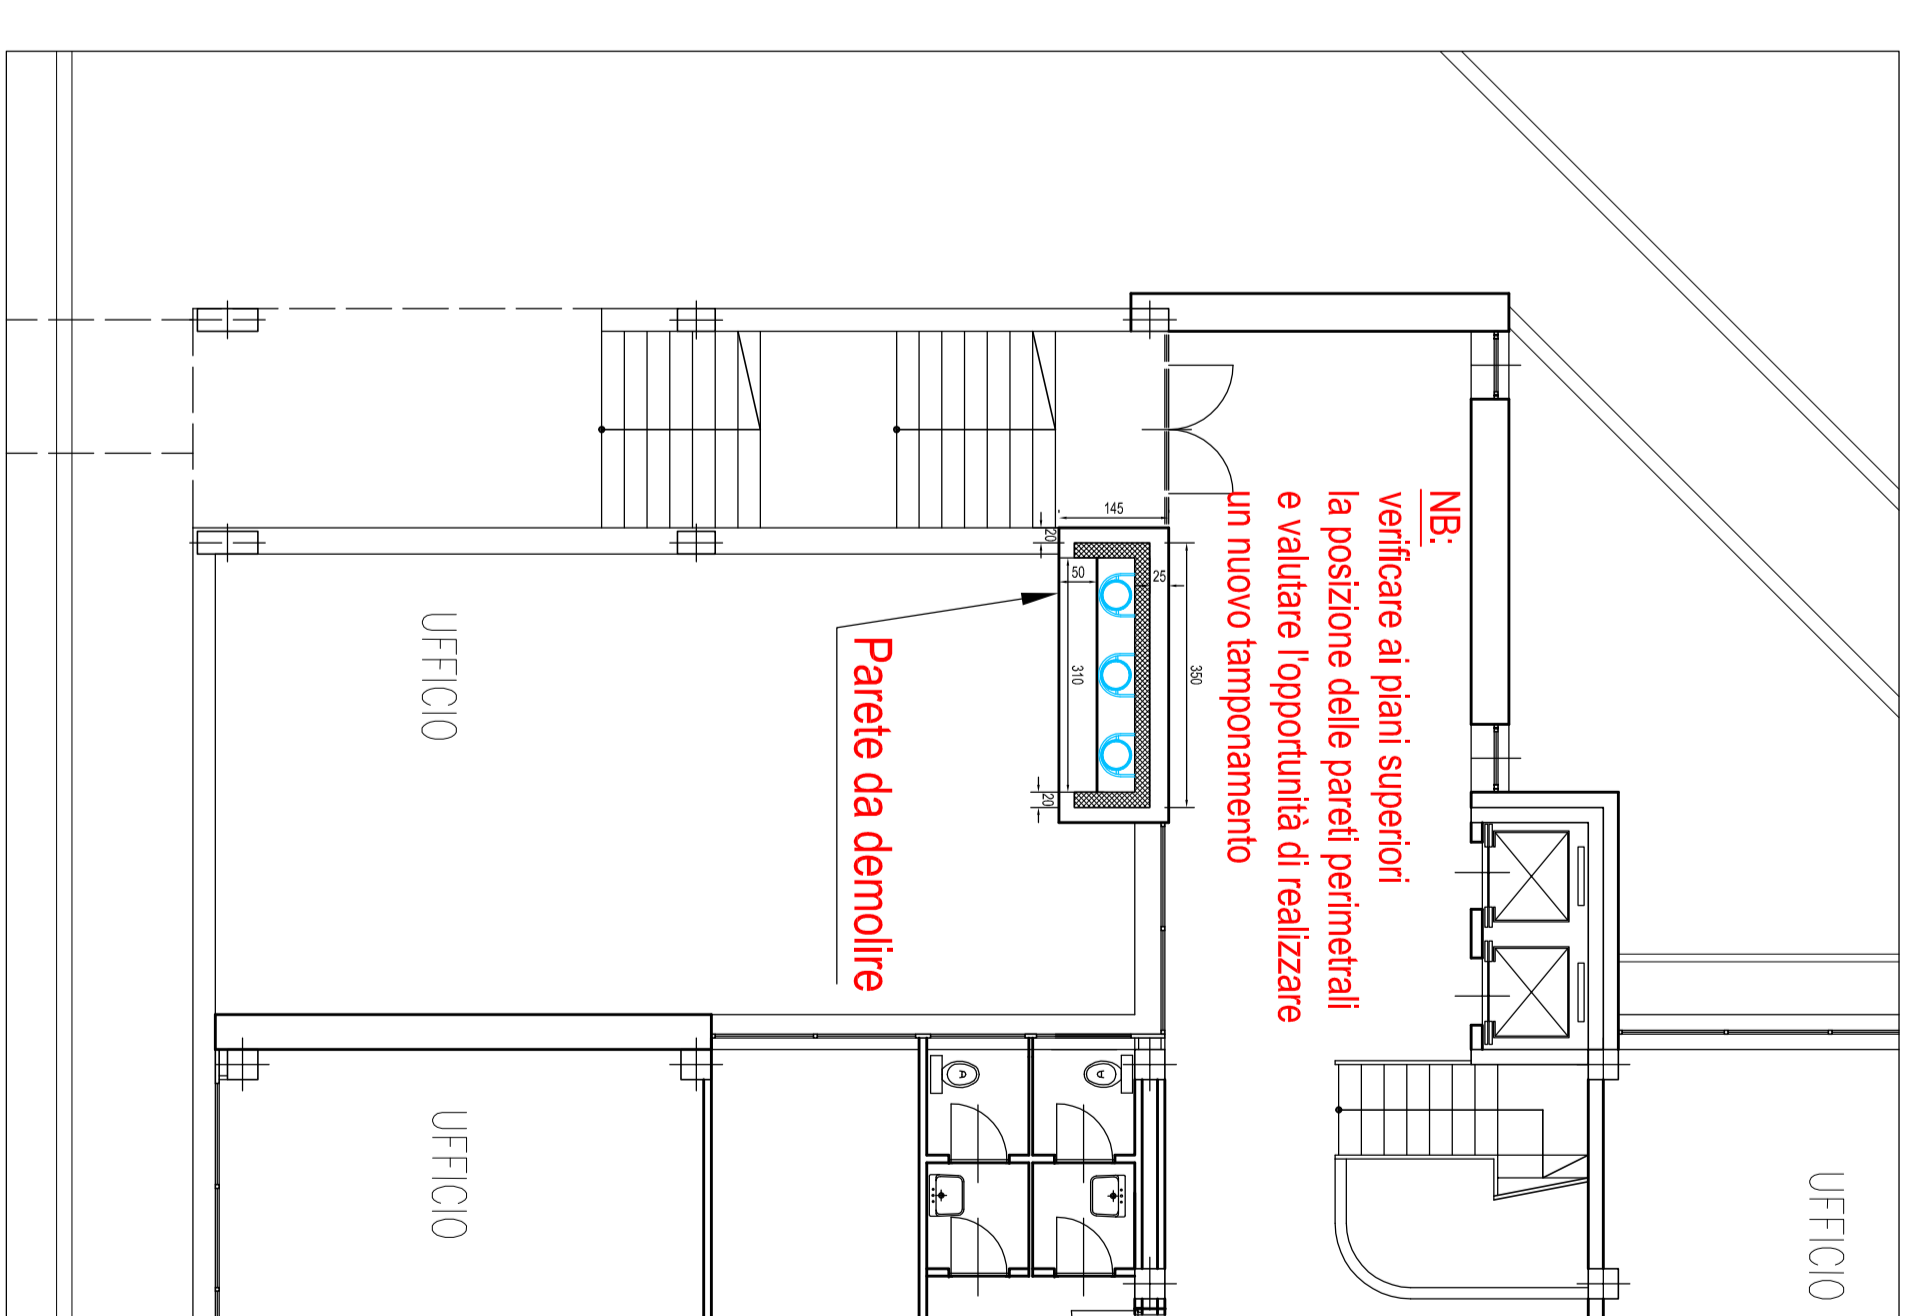 NB:
verificare ai piani superiori
la posizione delle pareti perimetrali
e valutare l'opportunità di realizzare
un nuovo tamponamento
145
20
50
25
310
350
20
Parete da demolire
UFFICIO
UFFICIO
UFFICIO
A
A